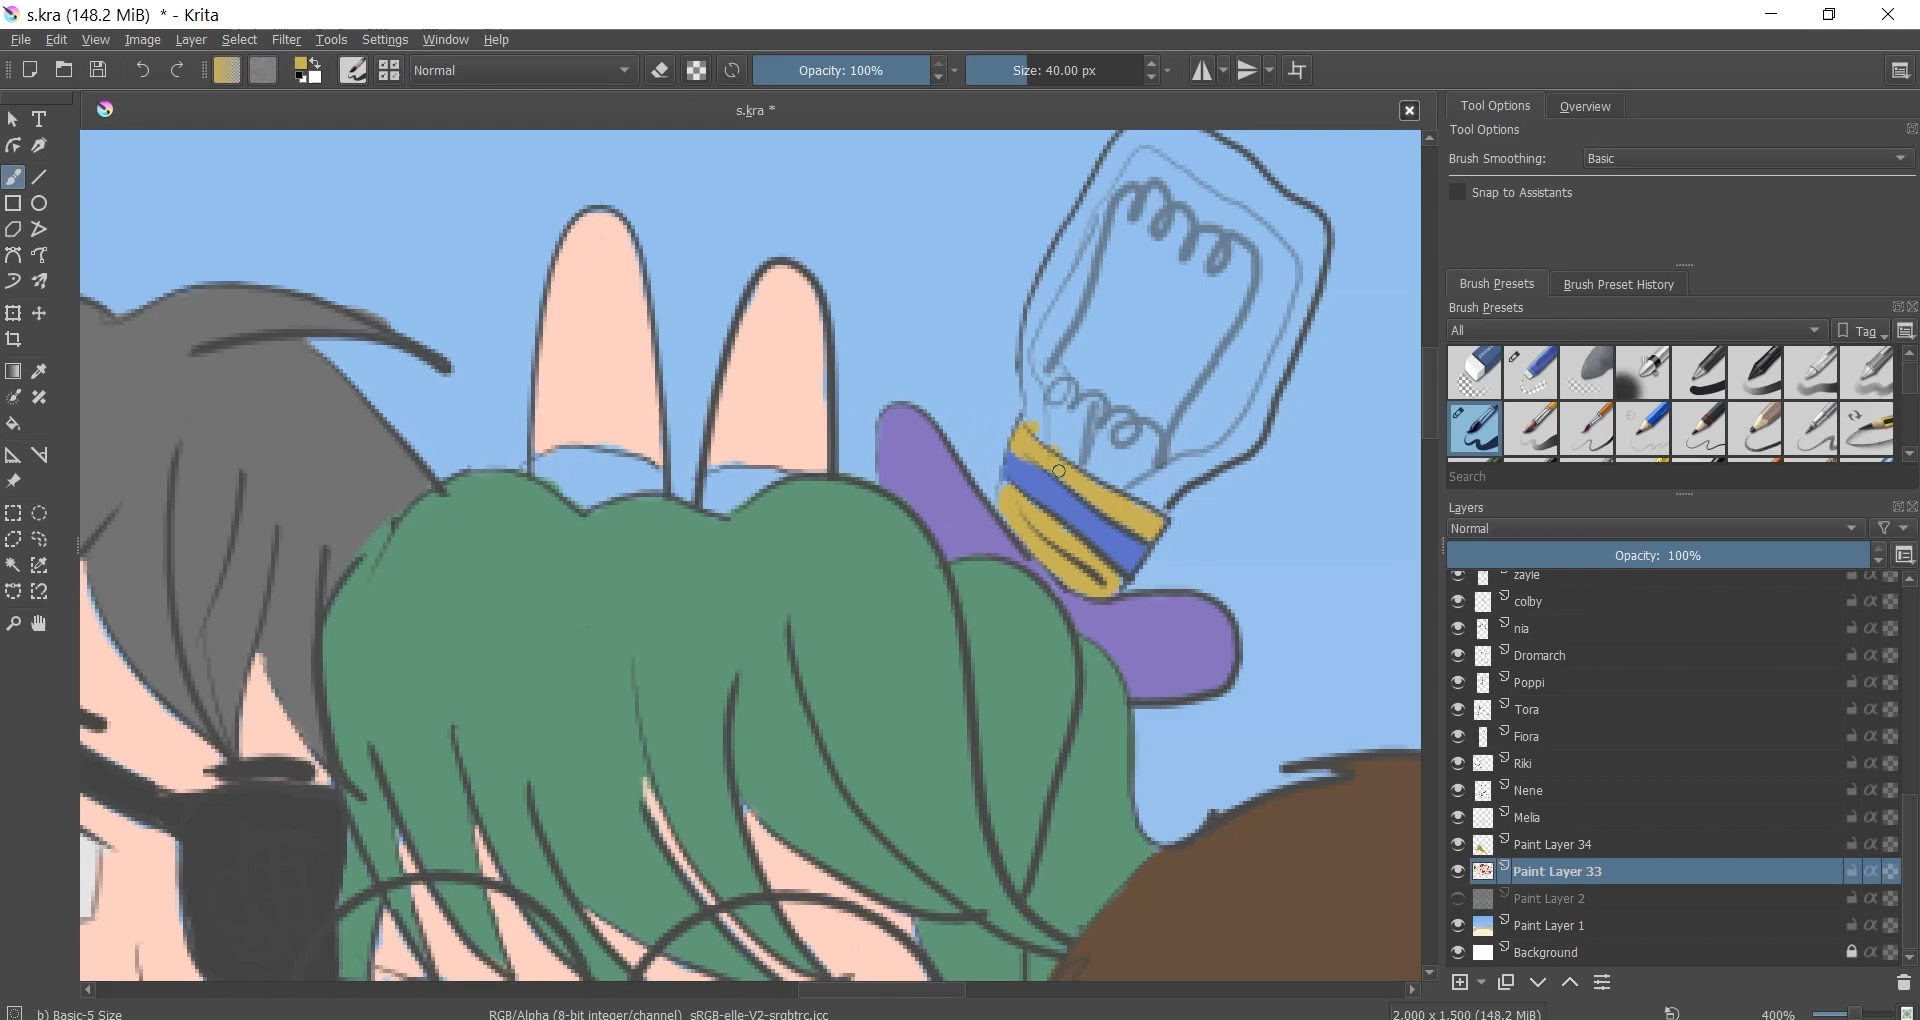 s.kra (148.2 MiB) * - Krita
File Edit View Image Layer Select Filter Tools Settings Window Help
Normal Opacity: 100% Size: 40.00 px
s.kra *
Tool Options Overview
Tool Options
Brush Smoothing: Basic
Snap to Assistants
Brush Presets Brush Preset History
Brush Presets
All Tag
Search
Layers
Normal
Opacity: 100%
zayle
colby
nia
Dromarch
Poppi
Tora
Fiora
Riki
Nene
Melia
Paint Layer 34
Paint Layer 33
Paint Layer 2
Paint Layer 1
Background
b) Basic-5 Size RGB/Alpha (8-bit integer/channel) sRGB-elle-V2-srgbtrc.icc 2,000 x 1,500 (148.2 MiB) 400%